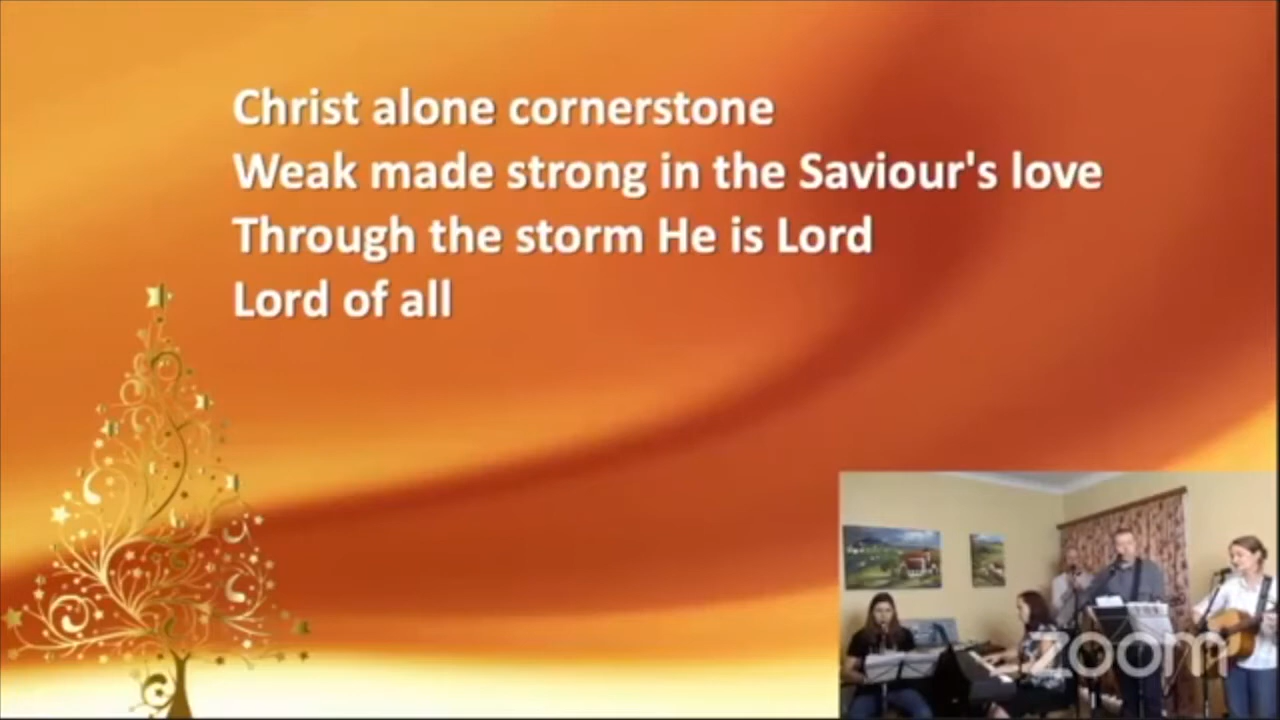 Christ alone cornerstone
Weak made strong in the Saviour's love
Through the storm He is Lord
Lord of all
zoom